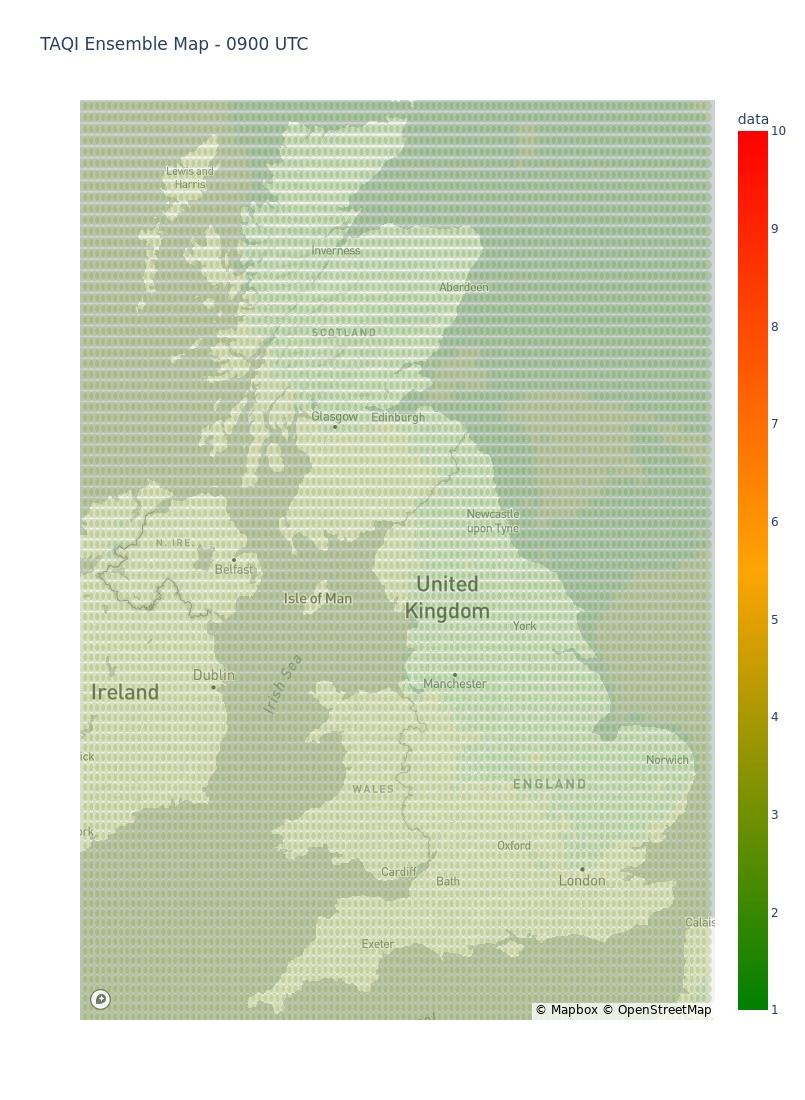 TAQI Ensemble Map - 0900 UTC
data
10
9
8
7
6
5
4
3
2
1
Lewis and
Harris
Inverness
Aberdeen
SCOTLAND
Glasgow
Edinburgh
Newcastle
upon Tyne
N. IRE.
Belfast
Isle of Man
United
Kingdom
York
Irish Sea
Dublin
Manchester
Ireland
ick
Norwich
WALES
ENGLAND
ork
Oxford
Cardiff
Bath
London
Calais
Exeter
© Mapbox © OpenStreetMap